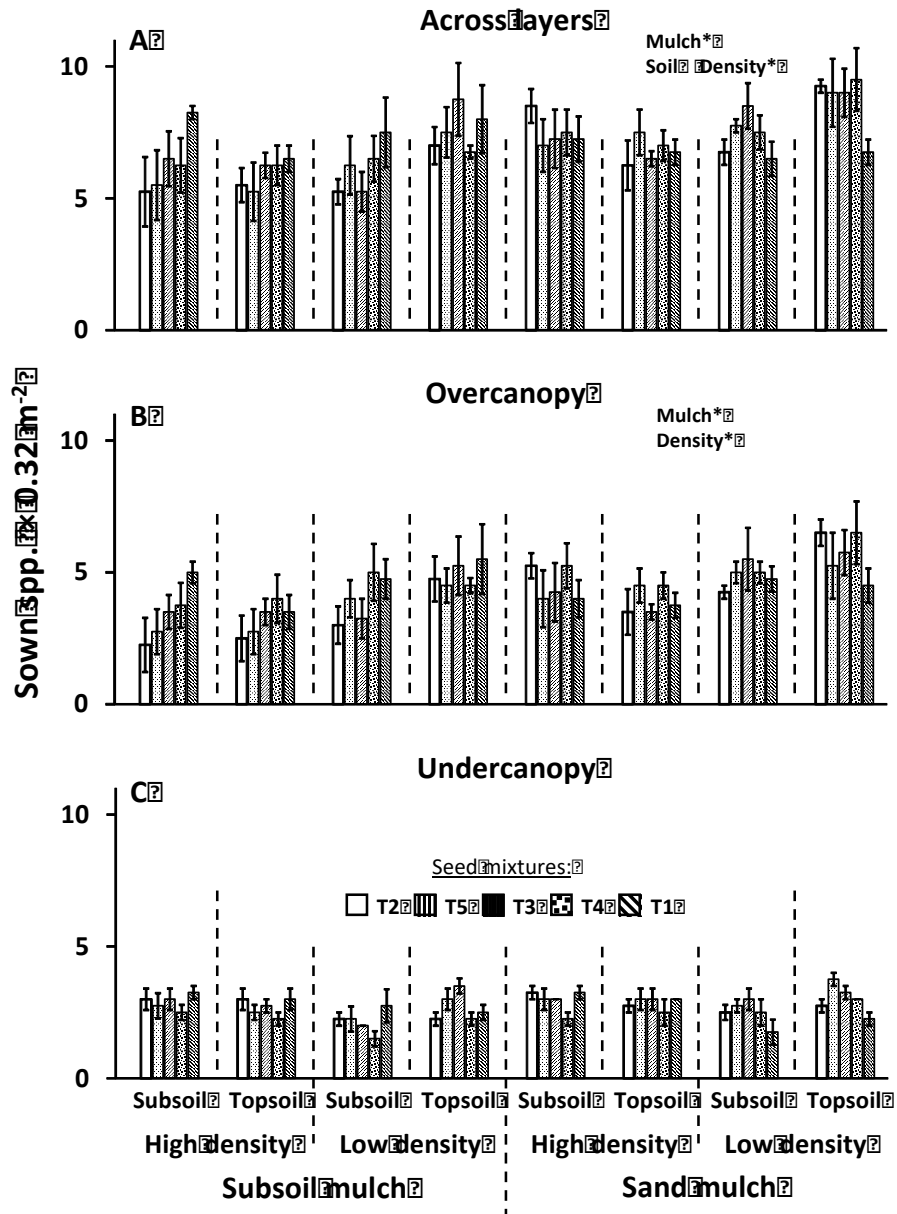 Across layers
A
Mulch*
Soil Density*
10
5
0
Sown spp. × 0.32 m-2
Overcanopy
B
Mulch*
Density*
10
5
0
Undercanopy
C
10
Seed mixtures:
T2 T5 T3 T4 T1
5
0
Subsoil Topsoil Subsoil Topsoil Subsoil Topsoil Subsoil Topsoil
High density Low density High density Low density
Subsoil mulch Sand mulch